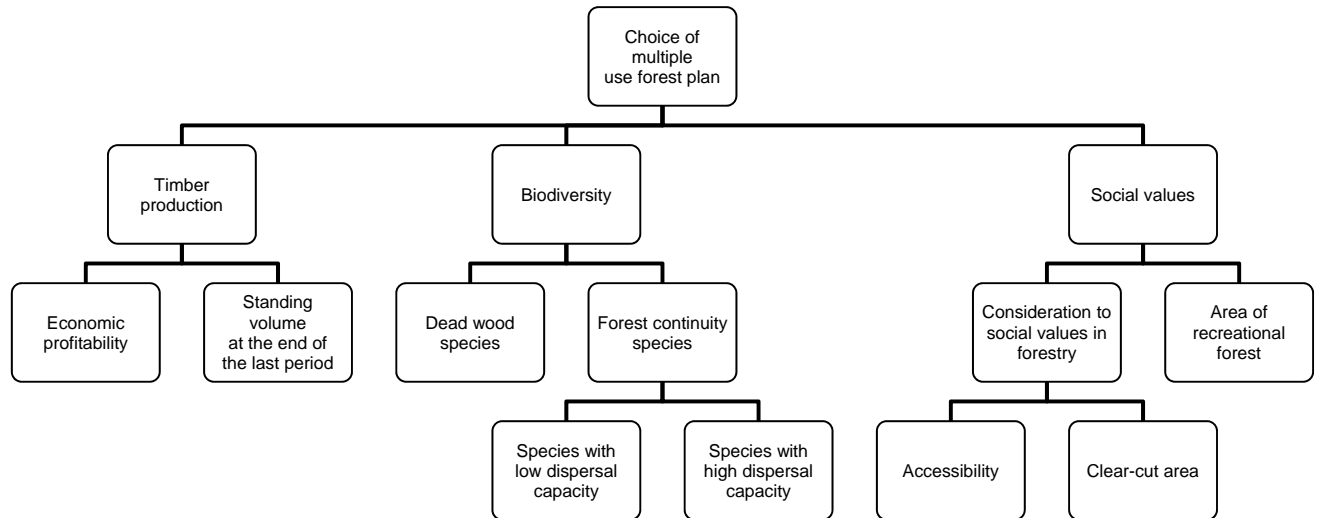 Choice of
multiple
use forest plan
Timber
production
Biodiversity
Social values
Economic
profitability
Standing
volume
at the end of
the last period
Dead wood
species
Forest continuity
species
Consideration to
social values in
forestry
Area of
recreational
forest
Species with
low dispersal
capacity
Species with
high dispersal
capacity
Accessibility
Clear-cut area